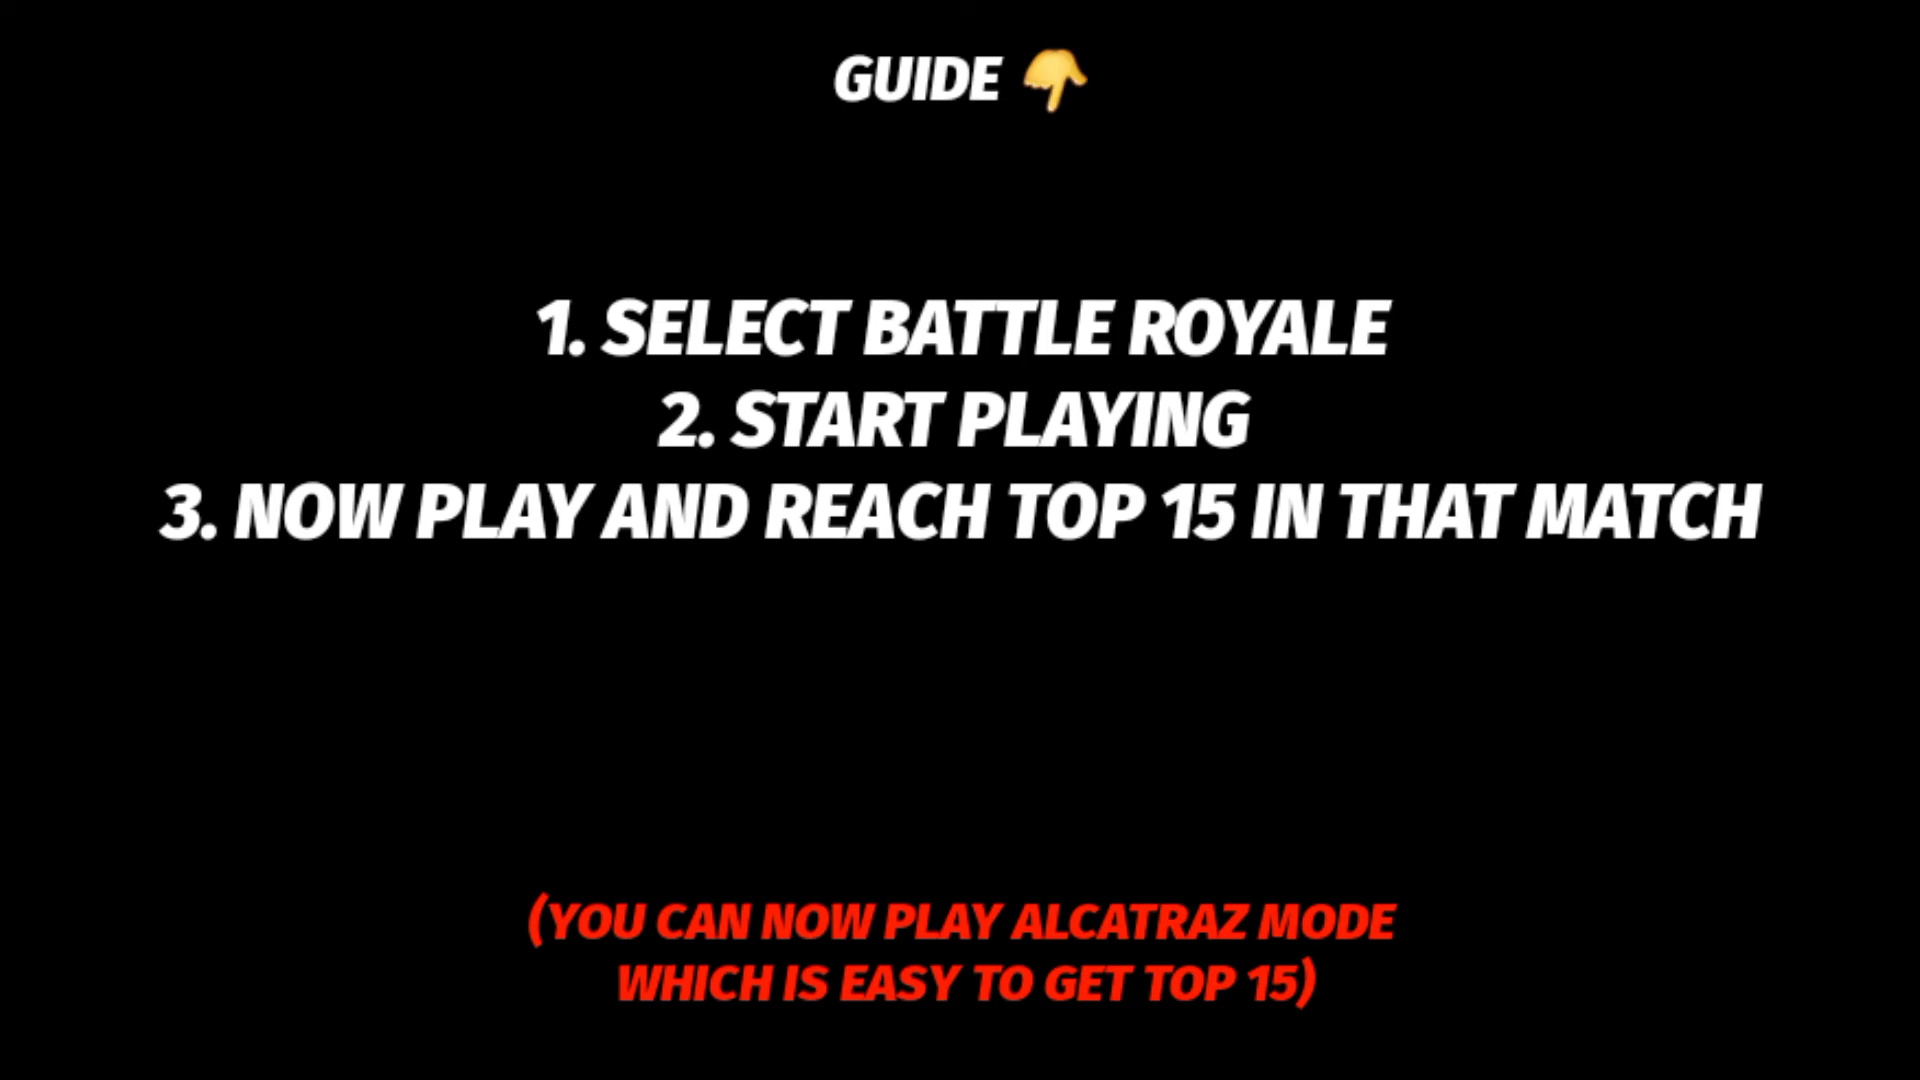 GUIDE 👇
1. SELECT BATTLE ROYALE
2. START PLAYING
3. NOW PLAY AND REACH TOP 15 IN THAT MATCH
(YOU CAN NOW PLAY ALCATRAZ MODE
WHICH IS EASY TO GET TOP 15)